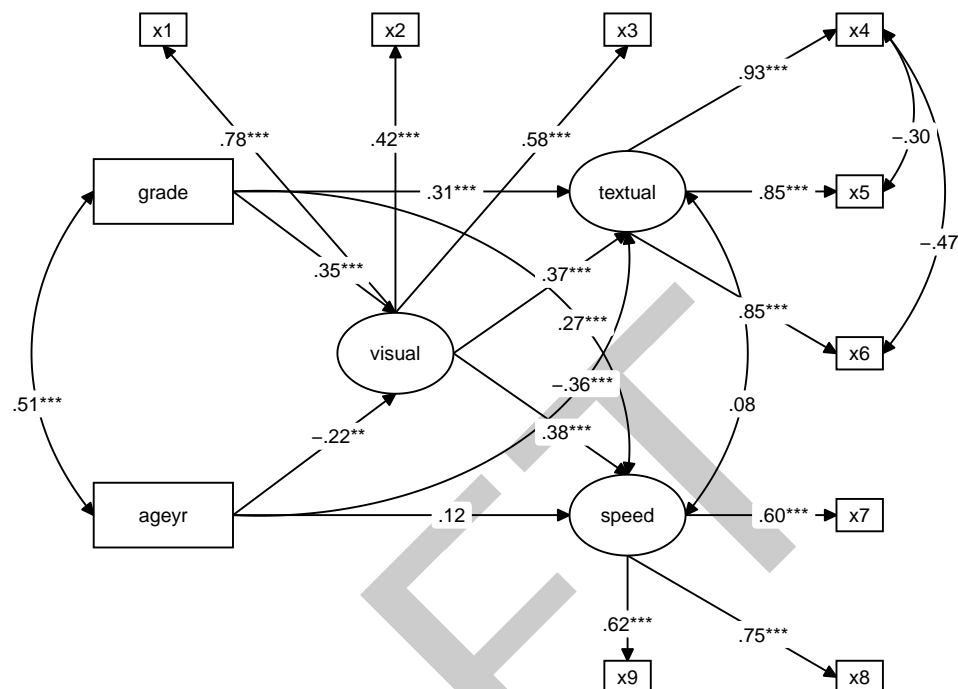 x1
x2
x3
x4
.93***
.78***
.42***
.58***
–.30
grade
.31***
textual
.85***
x5
–.47
.35***
.37***
.85***
.27***
visual
x6
–.36***
.51***
.08
–.22**
.38***
ageyr
.12
speed
.60***
x7
.62***
.75***
x9
x8